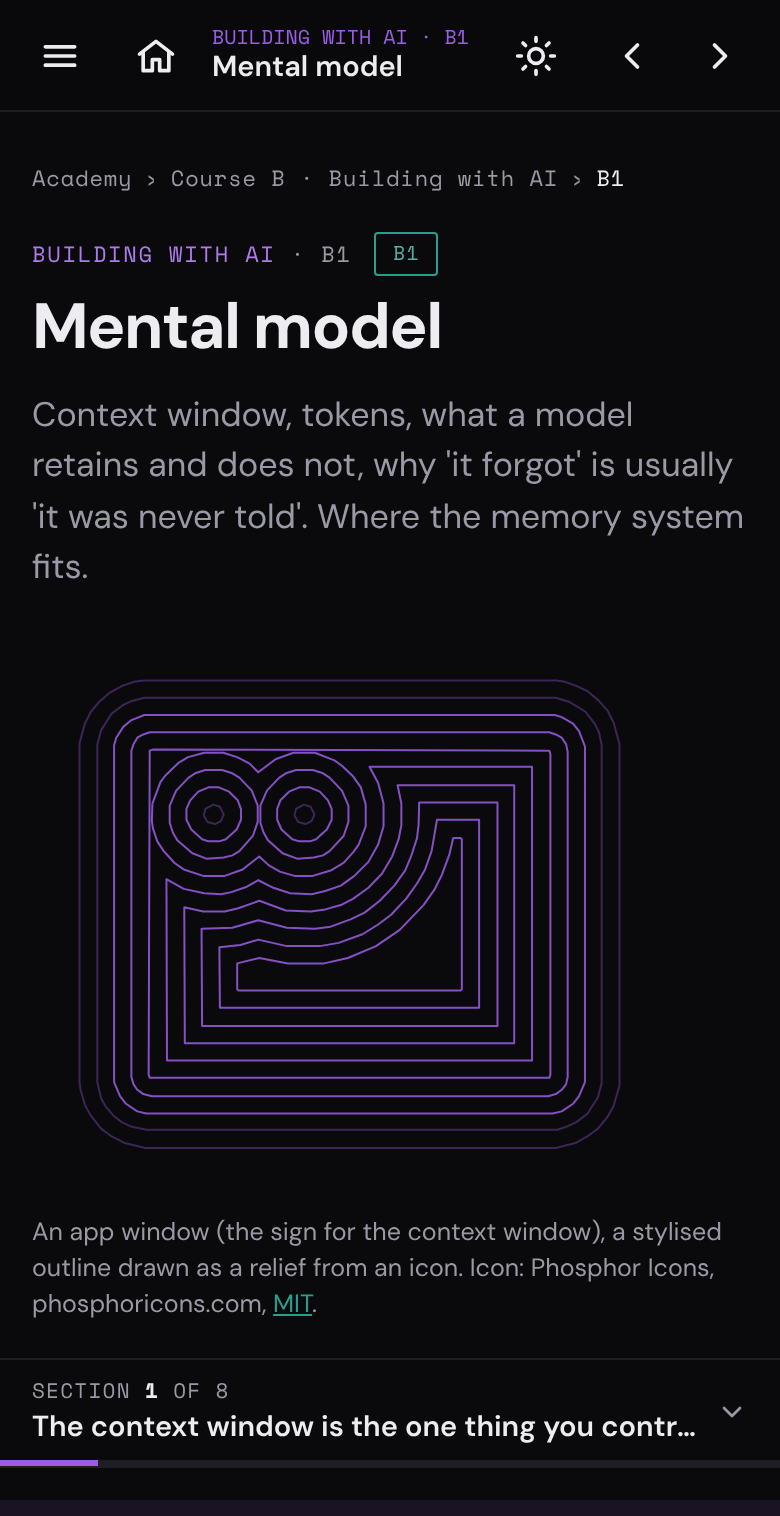 BUILDING WITH AI · B1
Mental model
Academy › Course B · Building with AI › B1
BUILDING WITH AI · B1 B1
Mental model
Context window, tokens, what a model
retains and does not, why 'it forgot' is usually
'it was never told'. Where the memory system
fits.
An app window (the sign for the context window), a stylised
outline drawn as a relief from an icon. Icon: Phosphor Icons,
phosphoricons.com, MIT.
SECTION 1 OF 8
The context window is the one thing you contr…